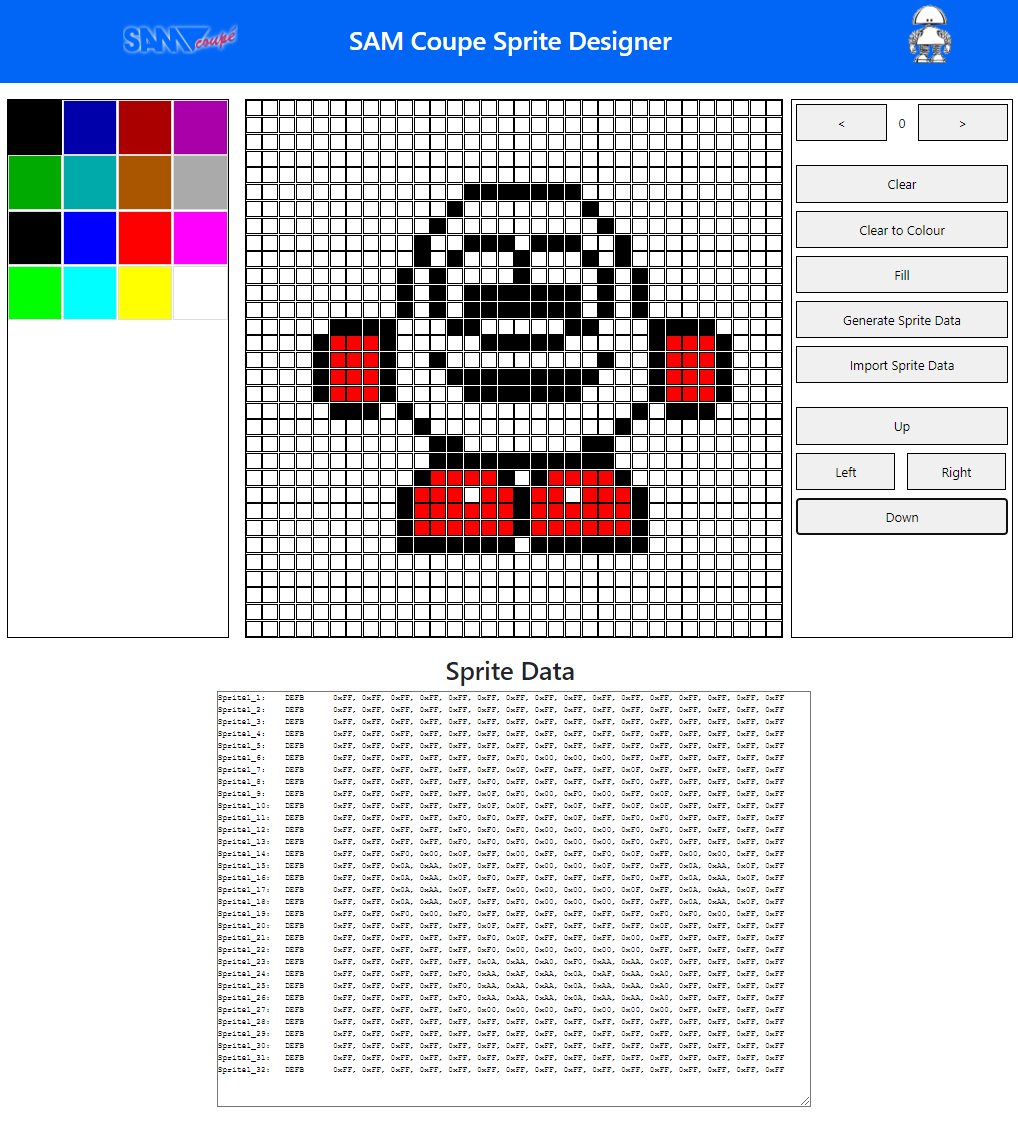 SAM coupé
SAM Coupe Sprite Designer
< 0 >
Clear
Clear to Colour
Fill
Generate Sprite Data
Import Sprite Data
Up
Left Right
Down
Sprite Data
Sprite1_1: DEFB 0xFF, 0xFF, 0xFF, 0xFF, 0xFF, 0xFF, 0xFF, 0xFF, 0xFF, 0xFF, 0xFF, 0xFF, 0xFF, 0xFF, 0xFF, 0xFF
Sprite1_2: DEFB 0xFF, 0xFF, 0xFF, 0xFF, 0xFF, 0xFF, 0xFF, 0xFF, 0xFF, 0xFF, 0xFF, 0xFF, 0xFF, 0xFF, 0xFF, 0xFF
Sprite1_3: DEFB 0xFF, 0xFF, 0xFF, 0xFF, 0xFF, 0xFF, 0xFF, 0xFF, 0xFF, 0xFF, 0xFF, 0xFF, 0xFF, 0xFF, 0xFF, 0xFF
Sprite1_4: DEFB 0xFF, 0xFF, 0xFF, 0xFF, 0xFF, 0xFF, 0xFF, 0xFF, 0xFF, 0xFF, 0xFF, 0xFF, 0xFF, 0xFF, 0xFF, 0xFF
Sprite1_5: DEFB 0xFF, 0xFF, 0xFF, 0xFF, 0xFF, 0xFF, 0xFF, 0xFF, 0xFF, 0xFF, 0xFF, 0xFF, 0xFF, 0xFF, 0xFF, 0xFF
Sprite1_6: DEFB 0xFF, 0xFF, 0xFF, 0xFF, 0xFF, 0xFF, 0xF0, 0x00, 0x00, 0x00, 0xFF, 0xFF, 0xFF, 0xFF, 0xFF, 0xFF
Sprite1_7: DEFB 0xFF, 0xFF, 0xFF, 0xFF, 0xFF, 0xFF, 0x0F, 0xFF, 0xFF, 0xFF, 0x0F, 0xFF, 0xFF, 0xFF, 0xFF, 0xFF
Sprite1_8: DEFB 0xFF, 0xFF, 0xFF, 0xFF, 0xFF, 0xF0, 0xFF, 0xFF, 0xFF, 0xFF, 0xF0, 0xFF, 0xFF, 0xFF, 0xFF, 0xFF
Sprite1_9: DEFB 0xFF, 0xFF, 0xFF, 0xFF, 0xFF, 0x0F, 0xF0, 0x00, 0xF0, 0x00, 0xFF, 0x0F, 0xFF, 0xFF, 0xFF, 0xFF
Sprite1_10: DEFB 0xFF, 0xFF, 0xFF, 0xFF, 0xFF, 0x0F, 0x0F, 0xFF, 0x0F, 0xFF, 0x0F, 0x0F, 0xFF, 0xFF, 0xFF, 0xFF
Sprite1_11: DEFB 0xFF, 0xFF, 0xFF, 0xFF, 0xF0, 0xF0, 0xFF, 0xFF, 0x0F, 0xFF, 0xF0, 0xF0, 0xFF, 0xFF, 0xFF, 0xFF
Sprite1_12: DEFB 0xFF, 0xFF, 0xFF, 0xFF, 0xF0, 0xF0, 0xF0, 0x00, 0x00, 0x00, 0xF0, 0xF0, 0xFF, 0xFF, 0xFF, 0xFF
Sprite1_13: DEFB 0xFF, 0xFF, 0xFF, 0xFF, 0xF0, 0xF0, 0xF0, 0x00, 0x00, 0x00, 0xF0, 0xF0, 0xFF, 0xFF, 0xFF, 0xFF
Sprite1_14: DEFB 0xFF, 0xFF, 0xF0, 0x00, 0x0F, 0xFF, 0x00, 0xFF, 0xFF, 0xF0, 0x0F, 0xFF, 0x00, 0x00, 0xFF, 0xFF
Sprite1_15: DEFB 0xFF, 0xFF, 0x0A, 0xAA, 0x0F, 0xFF, 0xFF, 0x00, 0x00, 0x0F, 0xFF, 0xFF, 0x0A, 0xAA, 0x0F, 0xFF
Sprite1_16: DEFB 0xFF, 0xFF, 0x0A, 0xAA, 0x0F, 0xF0, 0xFF, 0xFF, 0xFF, 0xFF, 0xF0, 0xFF, 0x0A, 0xAA, 0x0F, 0xFF
Sprite1_17: DEFB 0xFF, 0xFF, 0x0A, 0xAA, 0x0F, 0xFF, 0x00, 0x00, 0x00, 0x00, 0x0F, 0xFF, 0x0A, 0xAA, 0x0F, 0xFF
Sprite1_18: DEFB 0xFF, 0xFF, 0x0A, 0xAA, 0x0F, 0xFF, 0xF0, 0x00, 0x00, 0x00, 0xFF, 0xFF, 0x0A, 0xAA, 0x0F, 0xFF
Sprite1_19: DEFB 0xFF, 0xFF, 0xF0, 0x00, 0xF0, 0xFF, 0xFF, 0xFF, 0xFF, 0xFF, 0xFF, 0xF0, 0xF0, 0x00, 0xFF, 0xFF
Sprite1_20: DEFB 0xFF, 0xFF, 0xFF, 0xFF, 0xFF, 0x0F, 0xFF, 0xFF, 0xFF, 0xFF, 0xFF, 0x0F, 0xFF, 0xFF, 0xFF, 0xFF
Sprite1_21: DEFB 0xFF, 0xFF, 0xFF, 0xFF, 0xFF, 0xF0, 0x0F, 0xFF, 0xFF, 0xFF, 0x00, 0xFF, 0xFF, 0xFF, 0xFF, 0xFF
Sprite1_22: DEFB 0xFF, 0xFF, 0xFF, 0xFF, 0xFF, 0xF0, 0x00, 0x00, 0x00, 0x00, 0x00, 0xFF, 0xFF, 0xFF, 0xFF, 0xFF
Sprite1_23: DEFB 0xFF, 0xFF, 0xFF, 0xFF, 0xFF, 0x0A, 0xAA, 0xA0, 0xF0, 0xAA, 0xAA, 0x0F, 0xFF, 0xFF, 0xFF, 0xFF
Sprite1_24: DEFB 0xFF, 0xFF, 0xFF, 0xFF, 0xF0, 0xAA, 0xAF, 0xAA, 0x0A, 0xAF, 0xAA, 0xA0, 0xFF, 0xFF, 0xFF, 0xFF
Sprite1_25: DEFB 0xFF, 0xFF, 0xFF, 0xFF, 0xF0, 0xAA, 0xAA, 0xAA, 0x0A, 0xAA, 0xAA, 0xA0, 0xFF, 0xFF, 0xFF, 0xFF
Sprite1_26: DEFB 0xFF, 0xFF, 0xFF, 0xFF, 0xF0, 0xAA, 0xAA, 0xAA, 0x0A, 0xAA, 0xAA, 0xA0, 0xFF, 0xFF, 0xFF, 0xFF
Sprite1_27: DEFB 0xFF, 0xFF, 0xFF, 0xFF, 0xF0, 0x00, 0x00, 0x00, 0xF0, 0x00, 0x00, 0x00, 0xFF, 0xFF, 0xFF, 0xFF
Sprite1_28: DEFB 0xFF, 0xFF, 0xFF, 0xFF, 0xFF, 0xFF, 0xFF, 0xFF, 0xFF, 0xFF, 0xFF, 0xFF, 0xFF, 0xFF, 0xFF, 0xFF
Sprite1_29: DEFB 0xFF, 0xFF, 0xFF, 0xFF, 0xFF, 0xFF, 0xFF, 0xFF, 0xFF, 0xFF, 0xFF, 0xFF, 0xFF, 0xFF, 0xFF, 0xFF
Sprite1_30: DEFB 0xFF, 0xFF, 0xFF, 0xFF, 0xFF, 0xFF, 0xFF, 0xFF, 0xFF, 0xFF, 0xFF, 0xFF, 0xFF, 0xFF, 0xFF, 0xFF
Sprite1_31: DEFB 0xFF, 0xFF, 0xFF, 0xFF, 0xFF, 0xFF, 0xFF, 0xFF, 0xFF, 0xFF, 0xFF, 0xFF, 0xFF, 0xFF, 0xFF, 0xFF
Sprite1_32: DEFB 0xFF, 0xFF, 0xFF, 0xFF, 0xFF, 0xFF, 0xFF, 0xFF, 0xFF, 0xFF, 0xFF, 0xFF, 0xFF, 0xFF, 0xFF, 0xFF